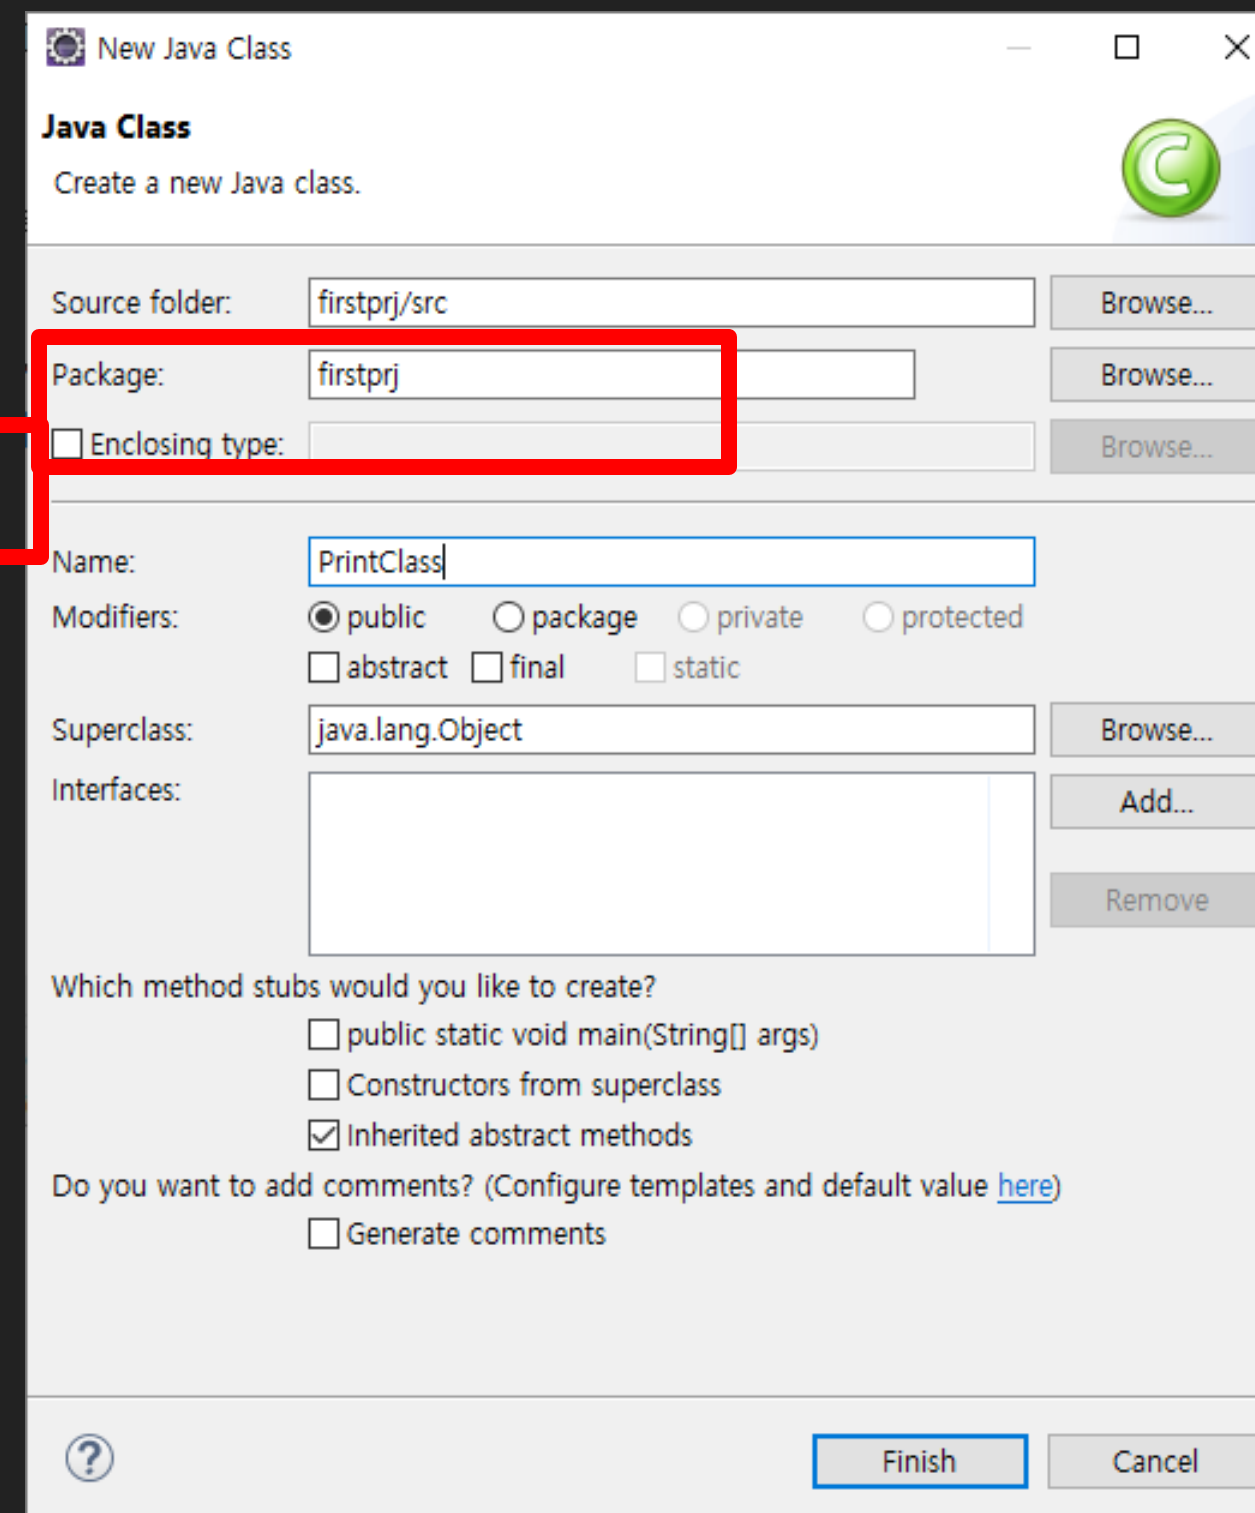 New Java Class
Java Class
Create a new Java class.
Source folder: firstprj/src Browse...
Package: firstprj Browse...
Enclosing type: Browse...
Name: PrintClass
Modifiers: public package private protected
abstract final static
Superclass: java.lang.Object Browse...
Interfaces: Add...
Remove
Which method stubs would you like to create?
public static void main(String[] args)
Constructors from superclass
Inherited abstract methods
Do you want to add comments? (Configure templates and default value here)
Generate comments
? Finish Cancel